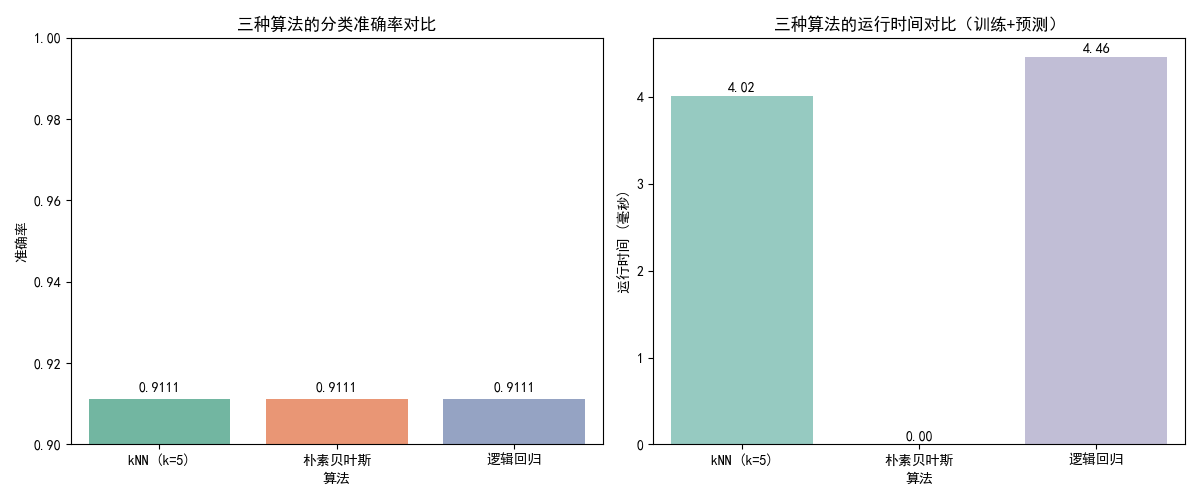 三种算法的分类准确率对比
1.00
0.98
0.96
0.94
0.92
0.90
准确率
0.9111
0.9111
0.9111
kNN (k=5)
朴素贝叶斯
逻辑回归
算法
三种算法的运行时间对比（训练+预测）
4
3
2
1
0
运行时间 (毫秒)
4.02
0.00
4.46
kNN (k=5)
朴素贝叶斯
逻辑回归
算法